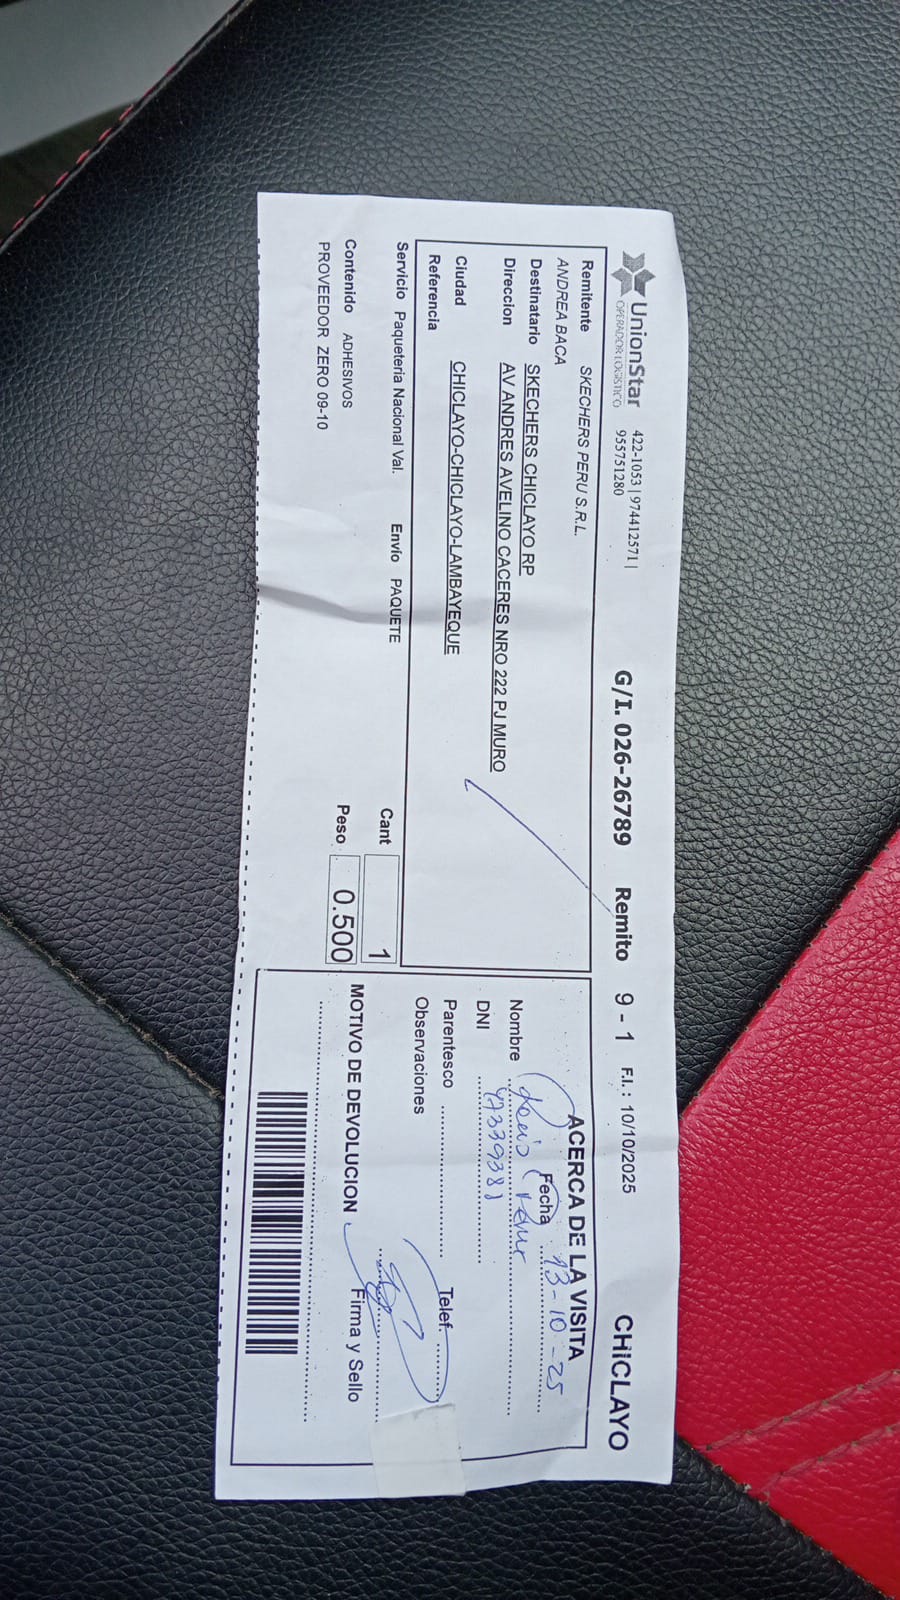 UnionStar
OPERADOR LOGISTICO
422-1053 | 974412571 |
955751280
G/I. 026-26789 Remito 9 - 1 F.I.: 10/10/2025 CHICLAYO
Remitente SKECHERS PERU S.R.L.
ANDREA BACA
Destinatario SKECHERS CHICLAYO RP
Direccion AV ANDRES AVELINO CACERES NRO 222 PJ MURO
Ciudad CHICLAYO-CHICLAYO-LAMBAYEQUE
Referencia
Servicio Paqueteria Nacional Val. Envío PAQUETE Cant 1
Contenido ADHESIVOS Peso 0.500
PROVEEDOR ZERO 09-10
ACERCA DE LA VISITA
Fecha 13-10-25
Nombre
DNI
Parentesco Telef.
Observaciones
MOTIVO DE DEVOLUCION Firma y Sello